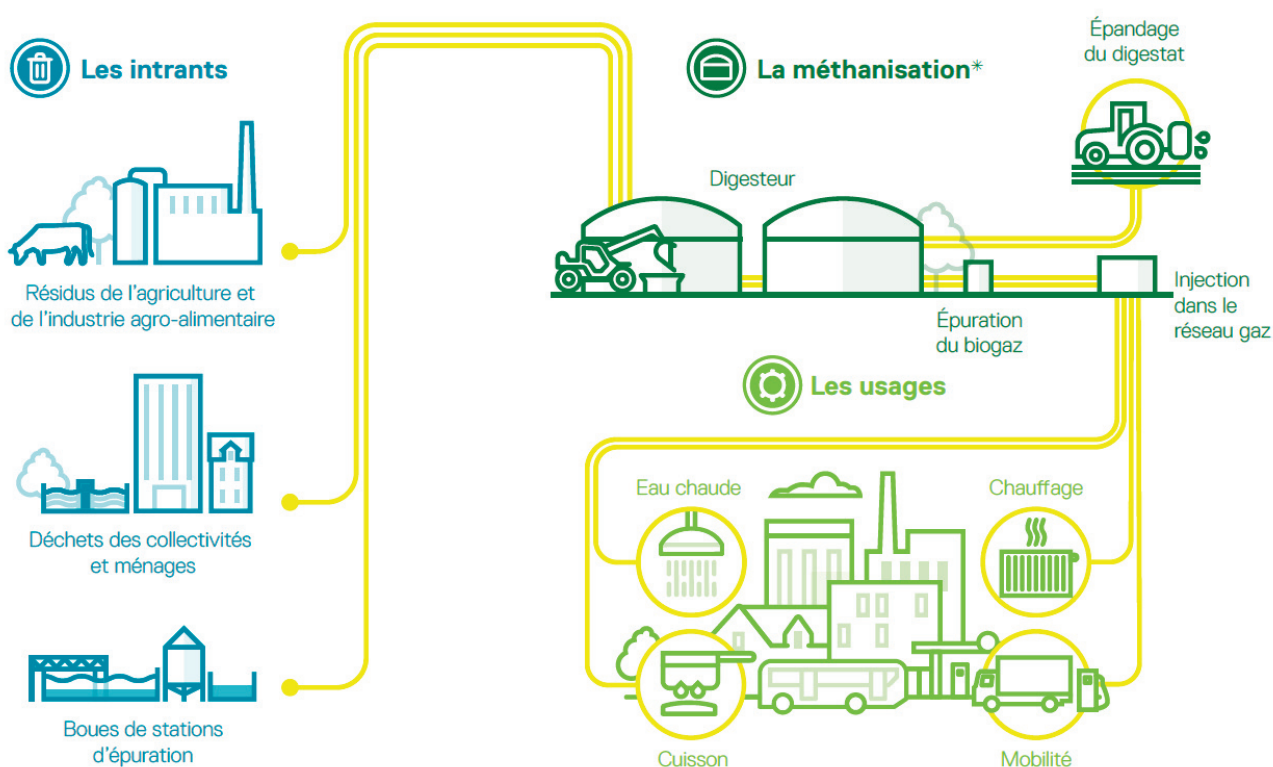 Les intrants
Résidus de l'agriculture et
de l'industrie agro-alimentaire
Déchets des collectivités
et ménages
Boues de stations
d'épuration
La méthanisation*
Épandage
du digestat
Digesteur
Épuration
du biogaz
Injection
dans le
réseau gaz
Les usages
Eau chaude
Chauffage
Cuisson
Mobilité